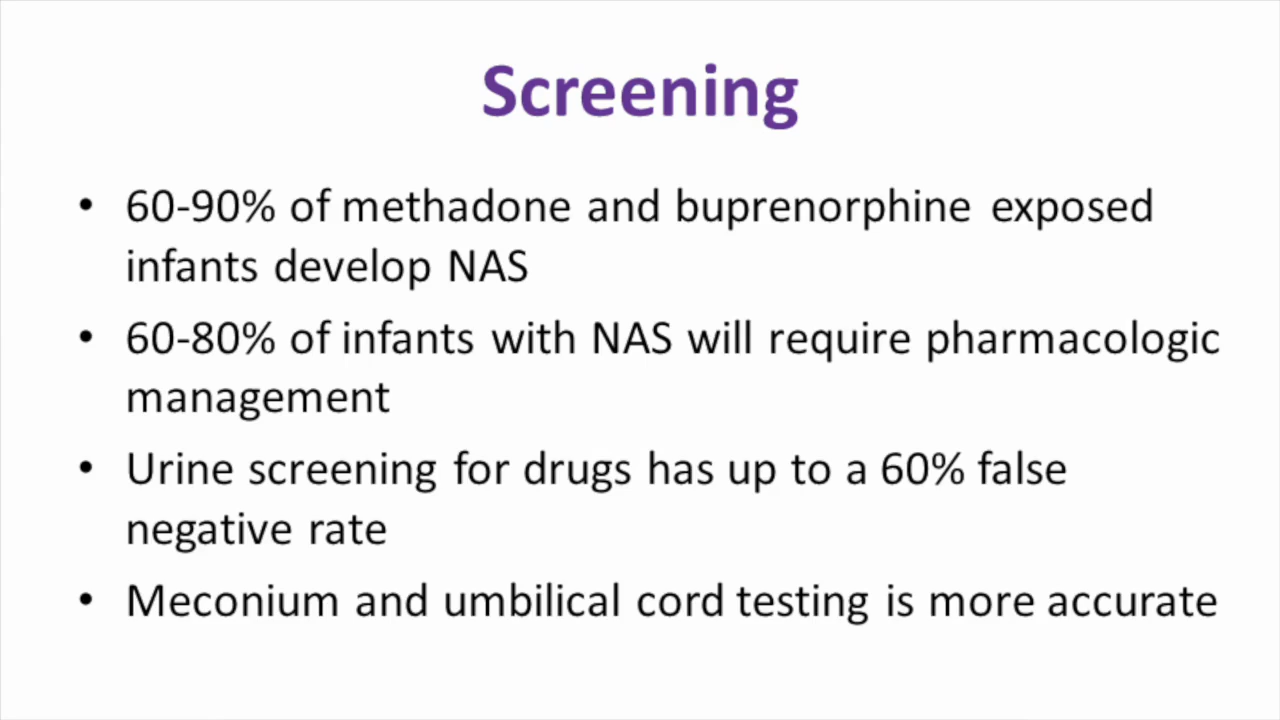 Screening
• 60-90% of methadone and buprenorphine exposed
infants develop NAS
• 60-80% of infants with NAS will require pharmacologic
management
• Urine screening for drugs has up to a 60% false
negative rate
• Meconium and umbilical cord testing is more accurate